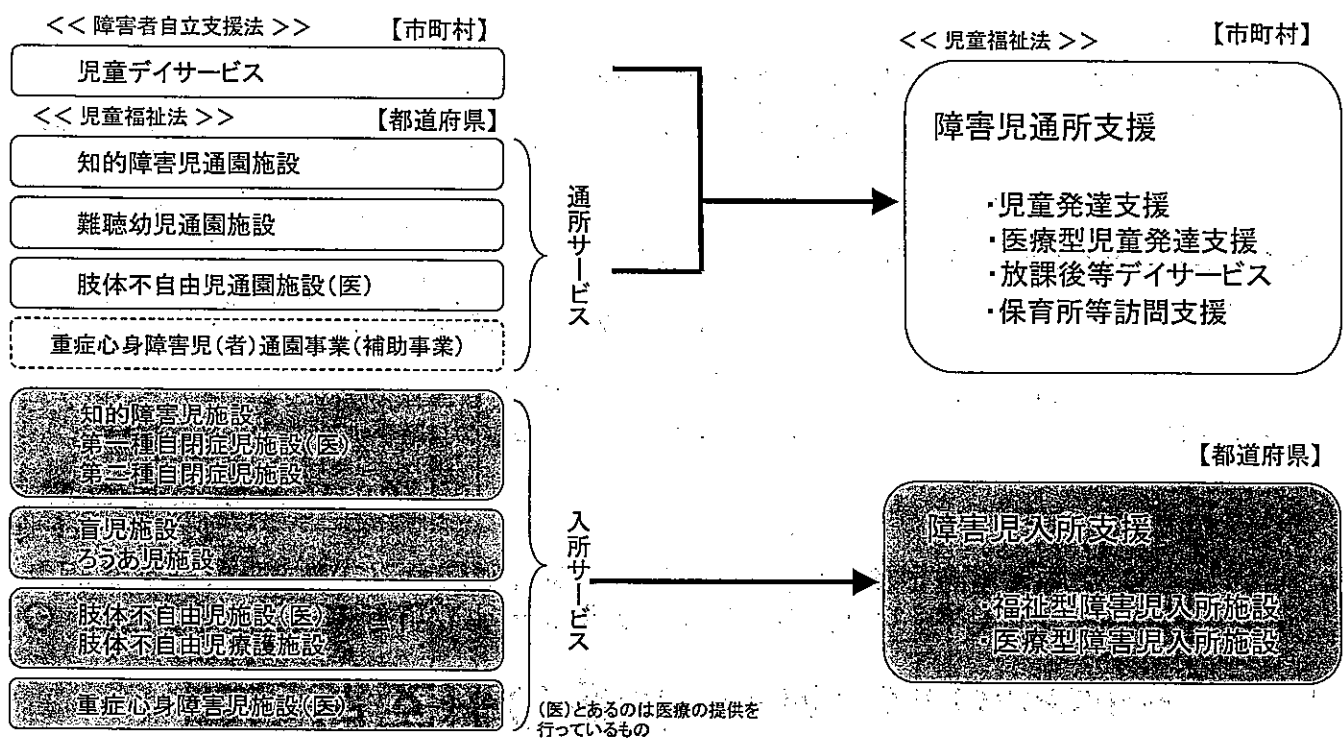 << 障害者自立支援法 >> 【市町村】
児童デイサービス
<< 児童福祉法 >> 【都道府県】
知的障害児通園施設
難聴幼児通園施設
肢体不自由児通園施設(医)
重症心身障害児(者)通園事業(補助事業)
通所サービス
知的障害児施設
第一種自閉症児施設(医)
第二種自閉症児施設
盲児施設
ろうあ児施設
肢体不自由児施設(医)
肢体不自由児療護施設
重症心身障害児施設(医)
入所サービス
(医)とあるのは医療の提供を
行っているもの
<< 児童福祉法 >> 【市町村】
障害児通所支援
・児童発達支援
・医療型児童発達支援
・放課後等デイサービス
・保育所等訪問支援
【都道府県】
障害児入所支援
・福祉型障害児入所施設
・医療型障害児入所施設